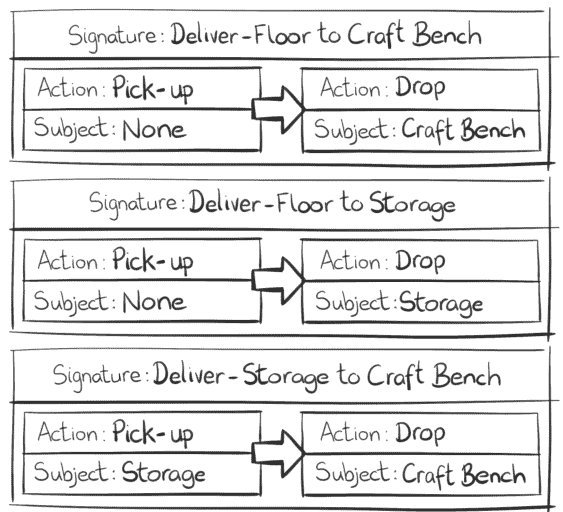 Signature: Deliver-Floor to Craft Bench
Action: Pick-up
Subject: None
Action: Drop
Subject: Craft Bench
Signature: Deliver-Floor to Storage
Action: Pick-up
Subject: None
Action: Drop
Subject: Storage
Signature: Deliver-Storage to Craft Bench
Action: Pick-up
Subject: Storage
Action: Drop
Subject: Craft Bench